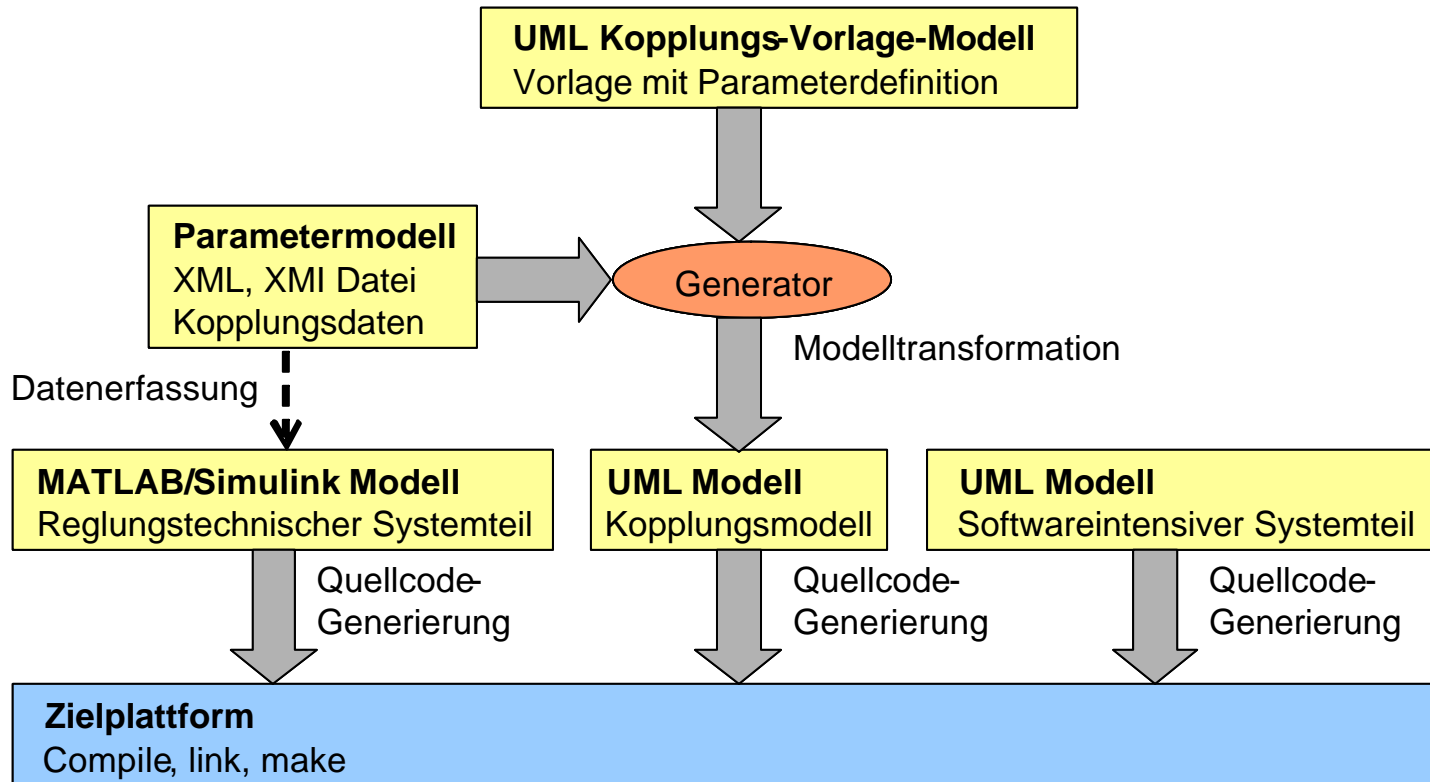 UML Kopplungs-Vorlage-Modell
Vorlage mit Parameterdefinition
Parametermodell
XML, XMI Datei
Kopplungsdaten
Generator
Modelltransformation
Datenerfassung
MATLAB/Simulink Modell
Reglungstechnischer Systemteil
UML Modell
Kopplungsmodell
UML Modell
Softwareintensiver Systemteil
Quellcode-
Generierung
Quellcode-
Generierung
Quellcode-
Generierung
Zielplattform
Compile, link, make